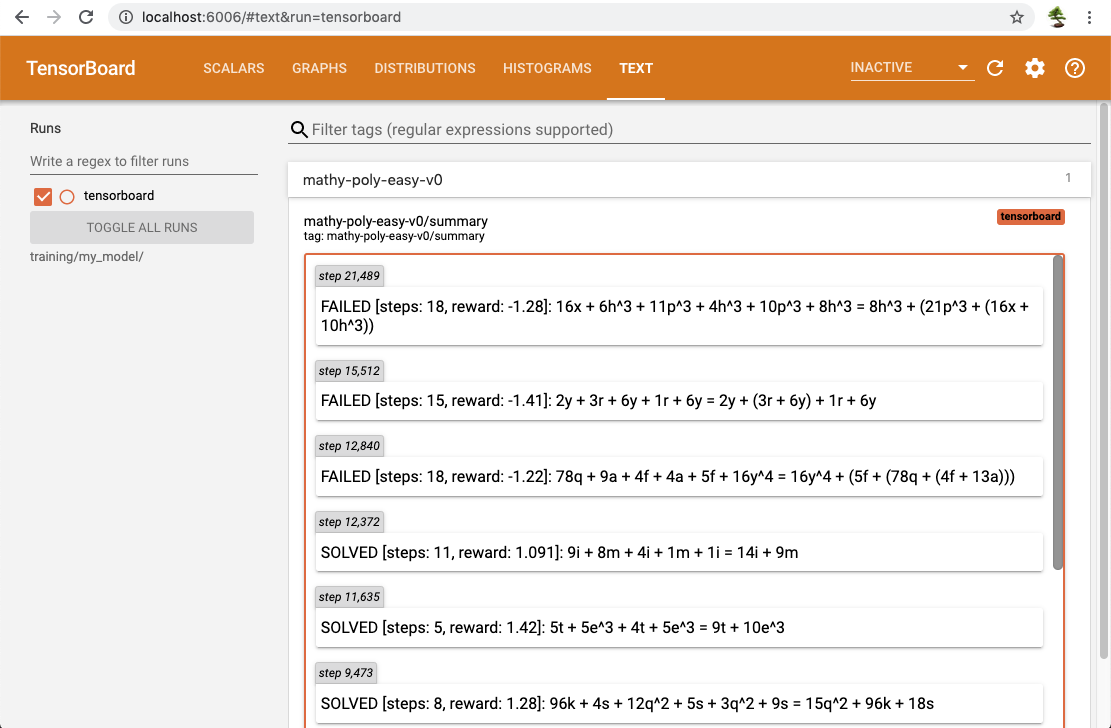 localhost:6006/#text&run=tensorboard
TensorBoard
SCALARS
GRAPHS
DISTRIBUTIONS
HISTOGRAMS
TEXT
INACTIVE
Runs
Write a regex to filter runs
tensorboard
TOGGLE ALL RUNS
training/my_model/
Filter tags (regular expressions supported)
mathy-poly-easy-v0
1
mathy-poly-easy-v0/summary
tag: mathy-poly-easy-v0/summary
tensorboard
step 21,489
FAILED [steps: 18, reward: -1.28]: 16x + 6h^3 + 11p^3 + 4h^3 + 10p^3 + 8h^3 = 8h^3 + (21p^3 + (16x +
10h^3))
step 15,512
FAILED [steps: 15, reward: -1.41]: 2y + 3r + 6y + 1r + 6y = 2y + (3r + 6y) + 1r + 6y
step 12,840
FAILED [steps: 18, reward: -1.22]: 78q + 9a + 4f + 4a + 5f + 16y^4 = 16y^4 + (5f + (78q + (4f + 13a)))
step 12,372
SOLVED [steps: 11, reward: 1.091]: 9i + 8m + 4i + 1m + 1i = 14i + 9m
step 11,635
SOLVED [steps: 5, reward: 1.42]: 5t + 5e^3 + 4t + 5e^3 = 9t + 10e^3
step 9,473
SOLVED [steps: 8, reward: 1.28]: 96k + 4s + 12q^2 + 5s + 3q^2 + 9s = 15q^2 + 96k + 18s